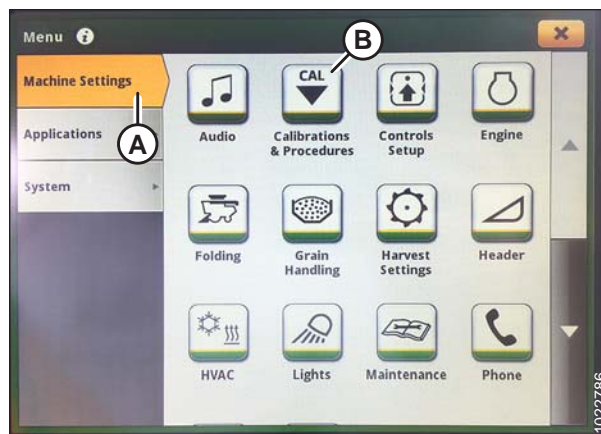 Menu i
B
Machine Settings
A
Applications
System
CAL
Audio
Calibrations
& Procedures
Controls
Setup
Engine
Folding
Grain
Handling
Harvest
Settings
Header
HVAC
Lights
Maintenance
Phone
1022786